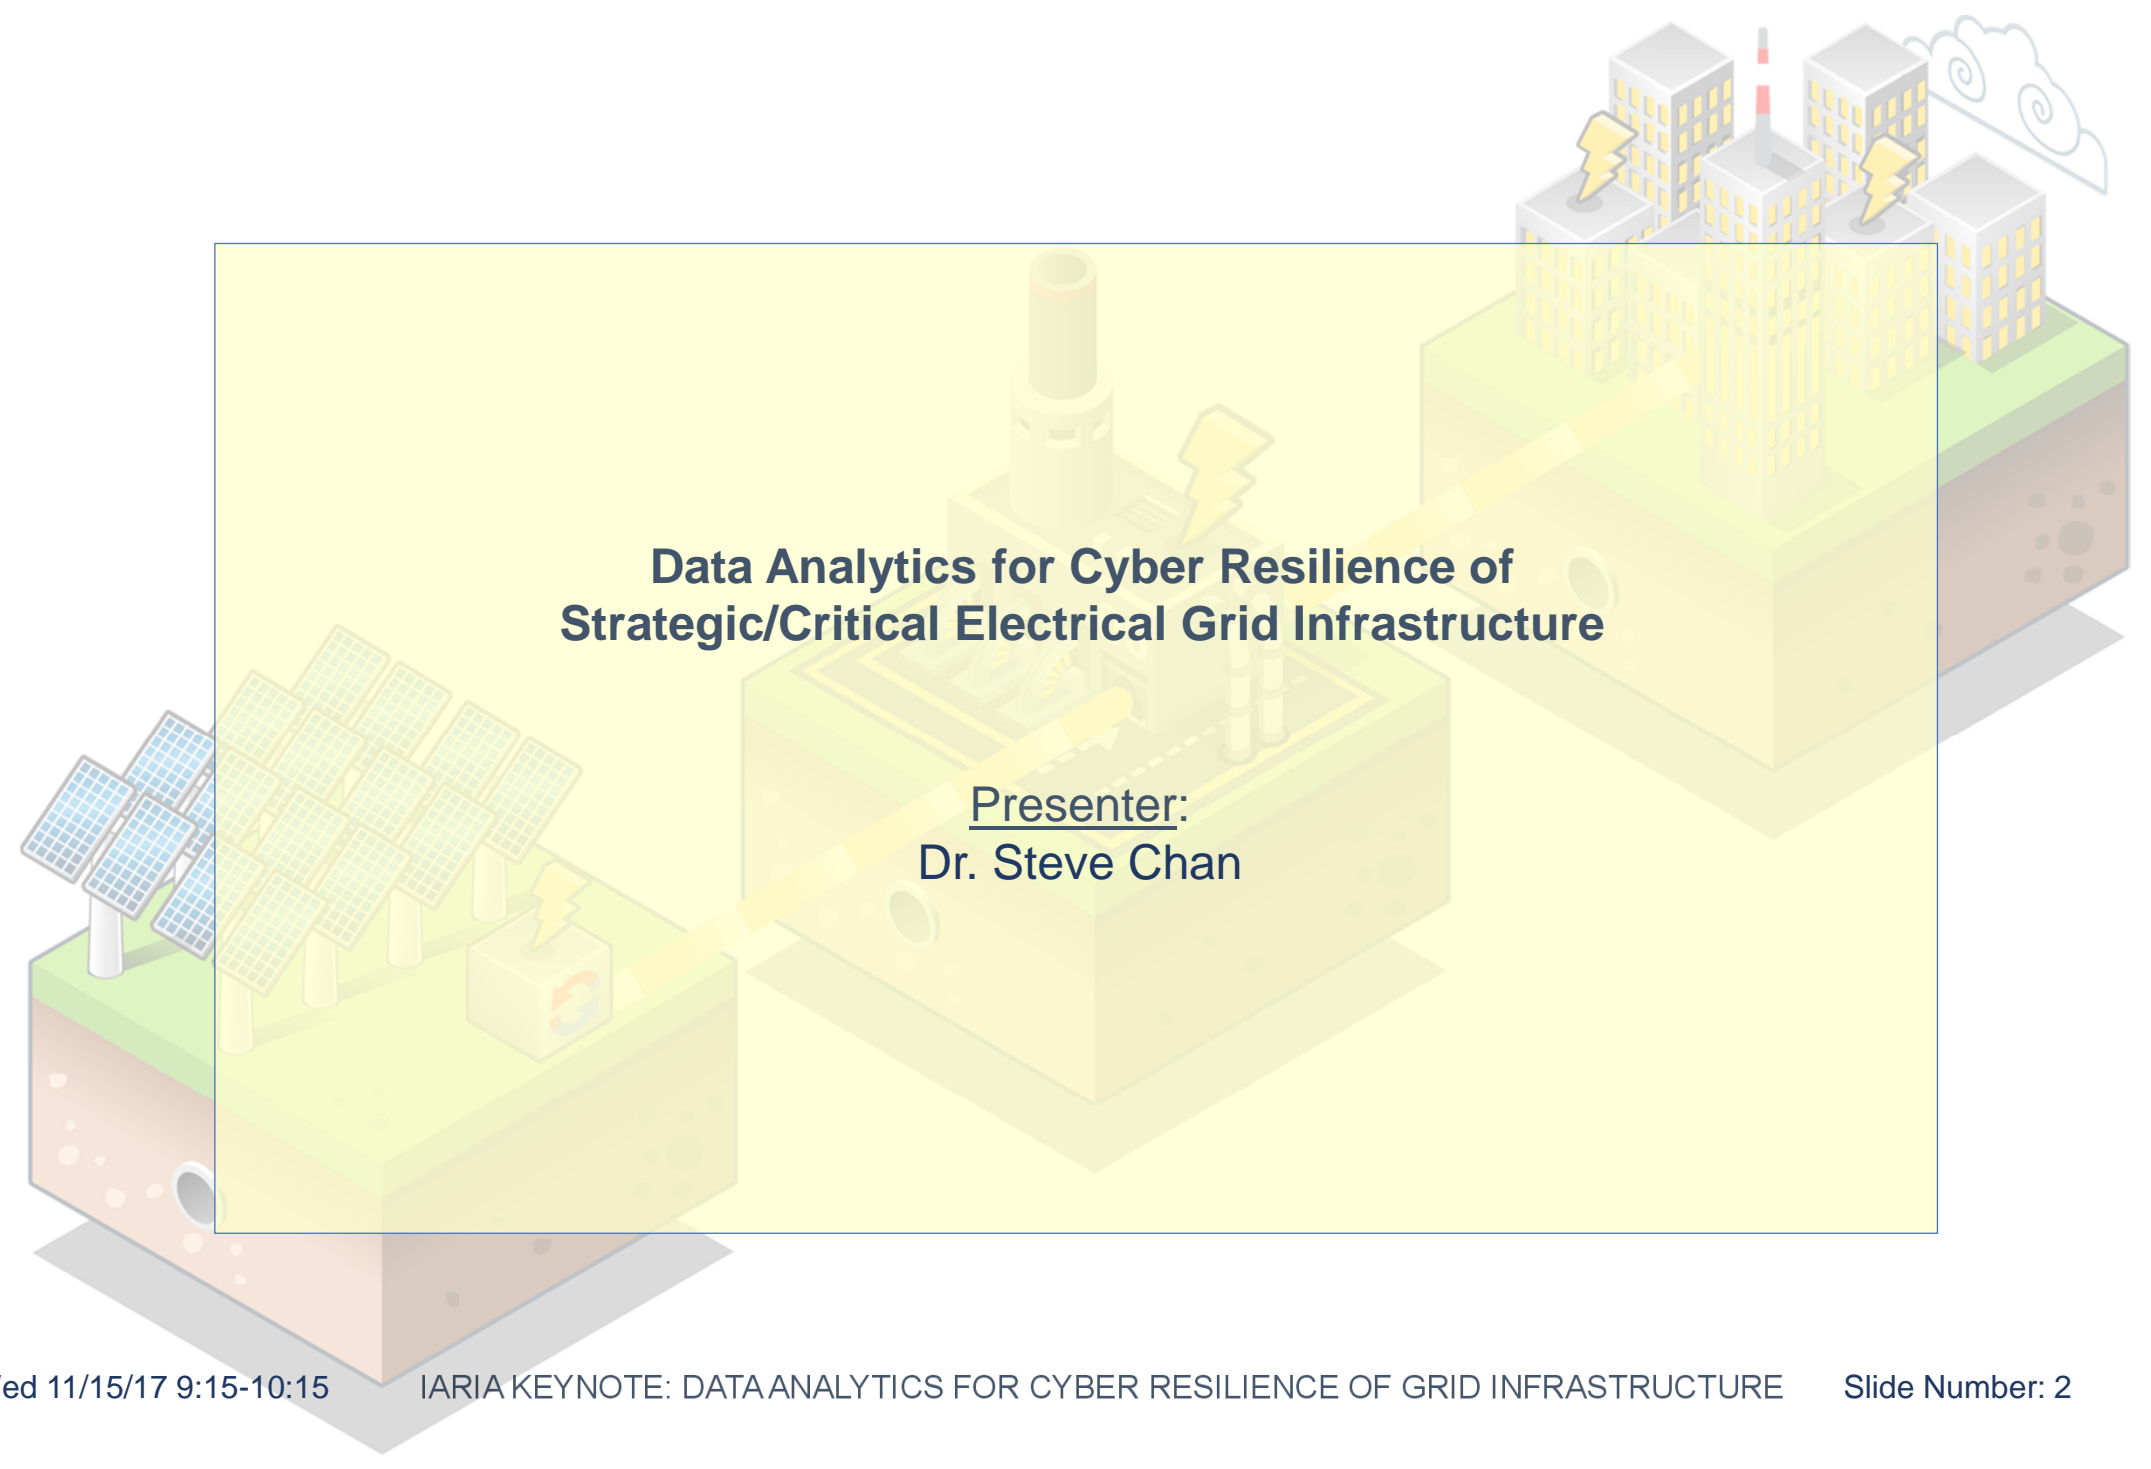 Data Analytics for Cyber Resilience of
Strategic/Critical Electrical Grid Infrastructure
Presenter:
Dr. Steve Chan
ed 11/15/17 9:15-10:15 IARIA KEYNOTE: DATA ANALYTICS FOR CYBER RESILIENCE OF GRID INFRASTRUCTURE Slide Number: 2